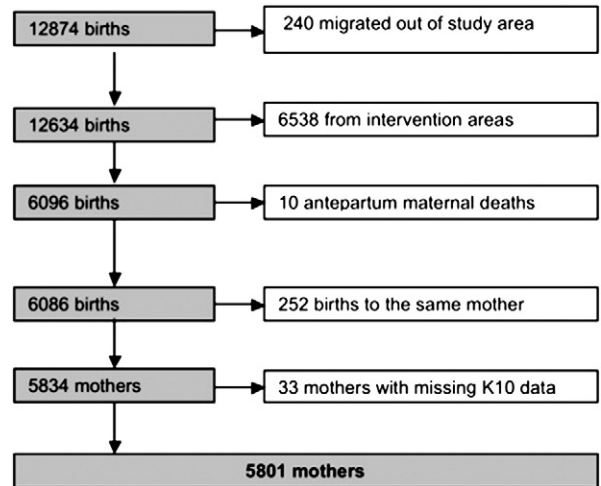 12874 births
240 migrated out of study area
12634 births
6538 from intervention areas
6096 births
10 antepartum maternal deaths
6086 births
252 births to the same mother
5834 mothers
33 mothers with missing K10 data
5801 mothers